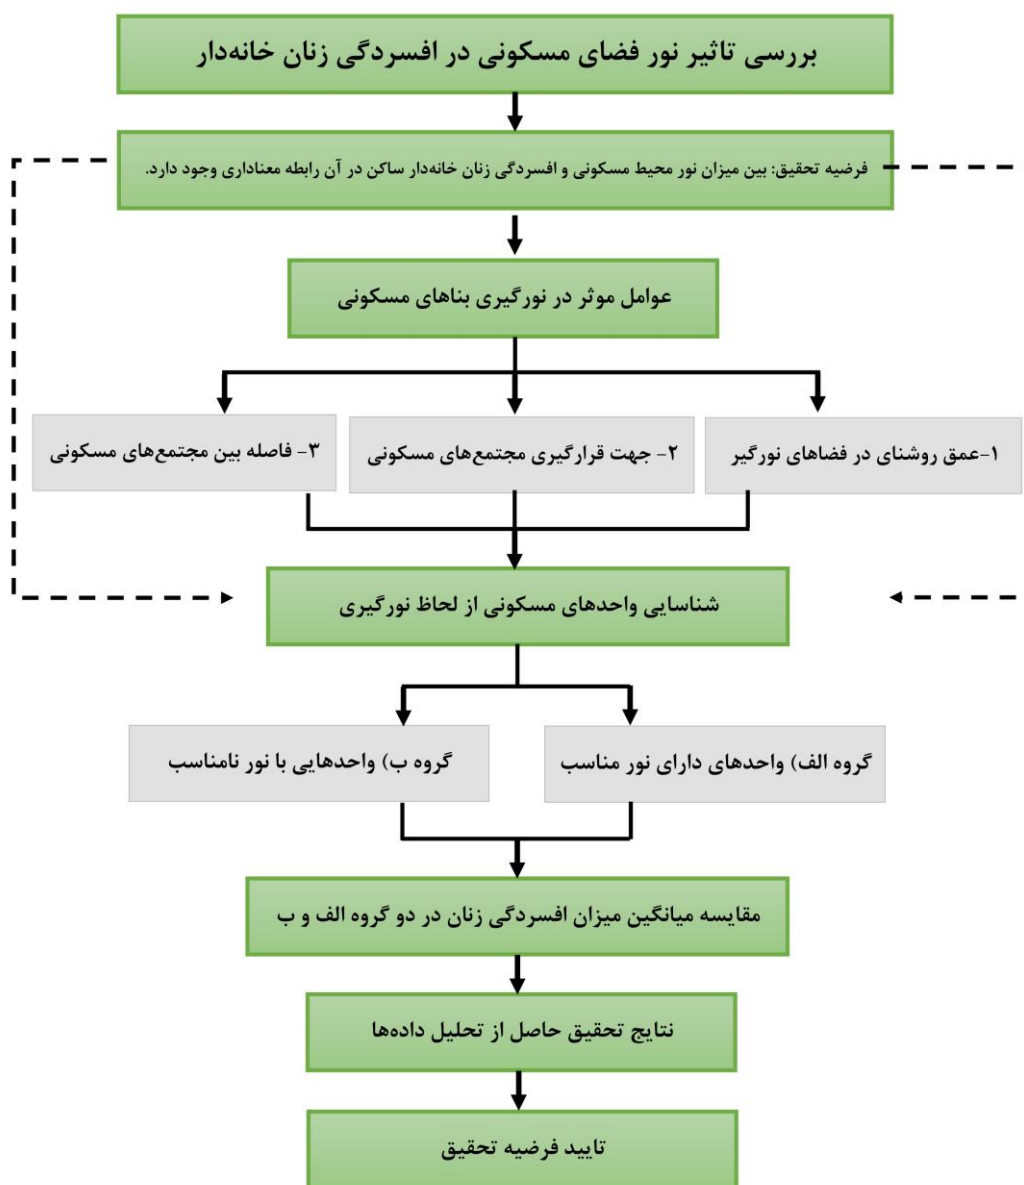 بررسی تاثیر نور فضای مسکونی در افسردگی زنان خانه‌دار
فرضیه تحقیق: بین میزان نور محیط مسکونی و افسردگی زنان خانه‌دار ساکن در آن رابطه معناداری وجود دارد.
عوامل موثر در نورگیری بناهای مسکونی
۱-عمق روشنای در فضاهای نورگیر
۲- جهت قرارگیری مجتمع‌های مسکونی
۳- فاصله بین مجتمع‌های مسکونی
شناسایی واحدهای مسکونی از لحاظ نورگیری
گروه الف) واحدهای دارای نور مناسب
گروه ب) واحدهایی با نور نامناسب
مقایسه میانگین میزان افسردگی زنان در دو گروه الف و ب
نتایج تحقیق حاصل از تحلیل داده‌ها
تایید فرضیه تحقیق